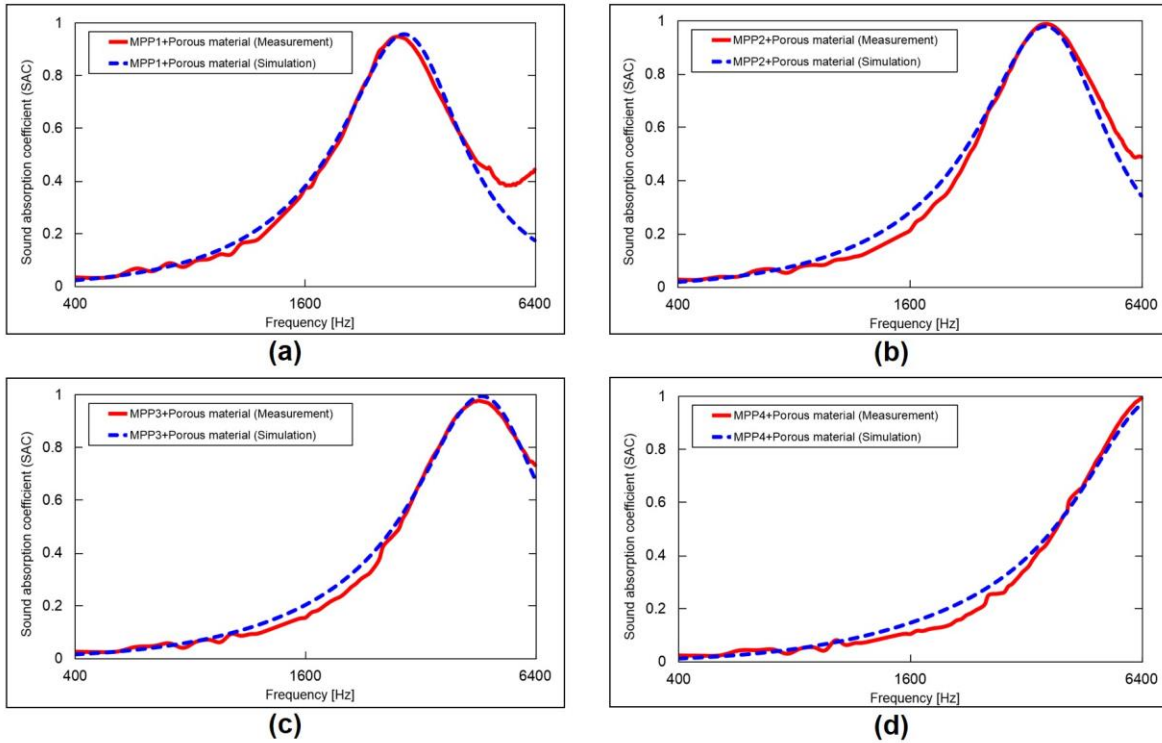 MPP1+Porous material (Measurement)
MPP1+Porous material (Simulation)
Sound absorption coefficient (SAC)
1
0.8
0.6
0.4
0.2
0
400
1600
6400
Frequency [Hz]
(a)
MPP2+Porous material (Measurement)
MPP2+Porous material (Simulation)
Sound absorption coefficient (SAC)
1
0.8
0.6
0.4
0.2
0
400
1600
6400
Frequency [Hz]
(b)
MPP3+Porous material (Measurement)
MPP3+Porous material (Simulation)
Sound absorption coefficient (SAC)
1
0.8
0.6
0.4
0.2
0
400
1600
6400
Frequency [Hz]
(c)
MPP4+Porous material (Measurement)
MPP4+Porous material (Simulation)
Sound absorption coefficient (SAC)
1
0.8
0.6
0.4
0.2
0
400
1600
6400
Frequency [Hz]
(d)